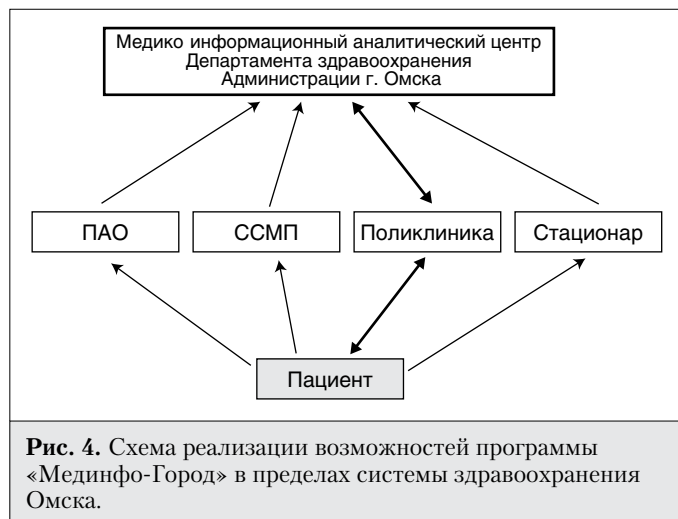 Медико информационный аналитический центр
Департамента здравоохранения
Администрации г. Омска
ПАО
ССМП
Поликлиника
Стационар
Пациент
Рис. 4. Схема реализации возможностей программы
«Мединфо-Город» в пределах системы здравоохранения
Омска.